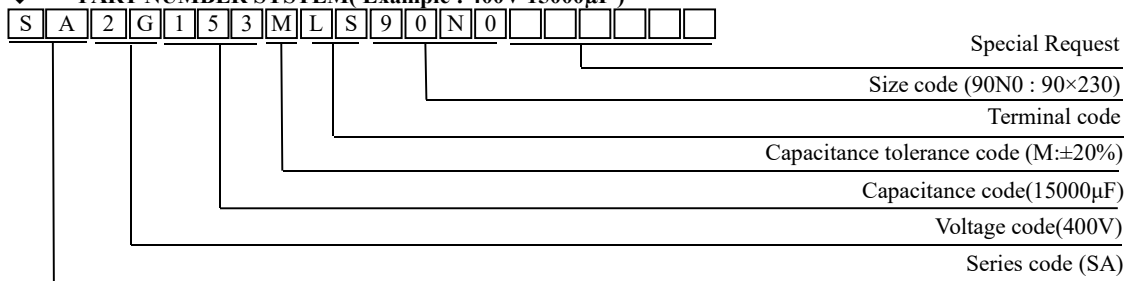 PART NUMBER SYSTEM( Example : 400V 15000μF )
S A 2 G 1 5 3 M L S 9 0 N 0
Special Request
Size code (90N0 : 90×230)
Terminal code
Capacitance tolerance code (M:±20%)
Capacitance code(15000μF)
Voltage code(400V)
Series code (SA)